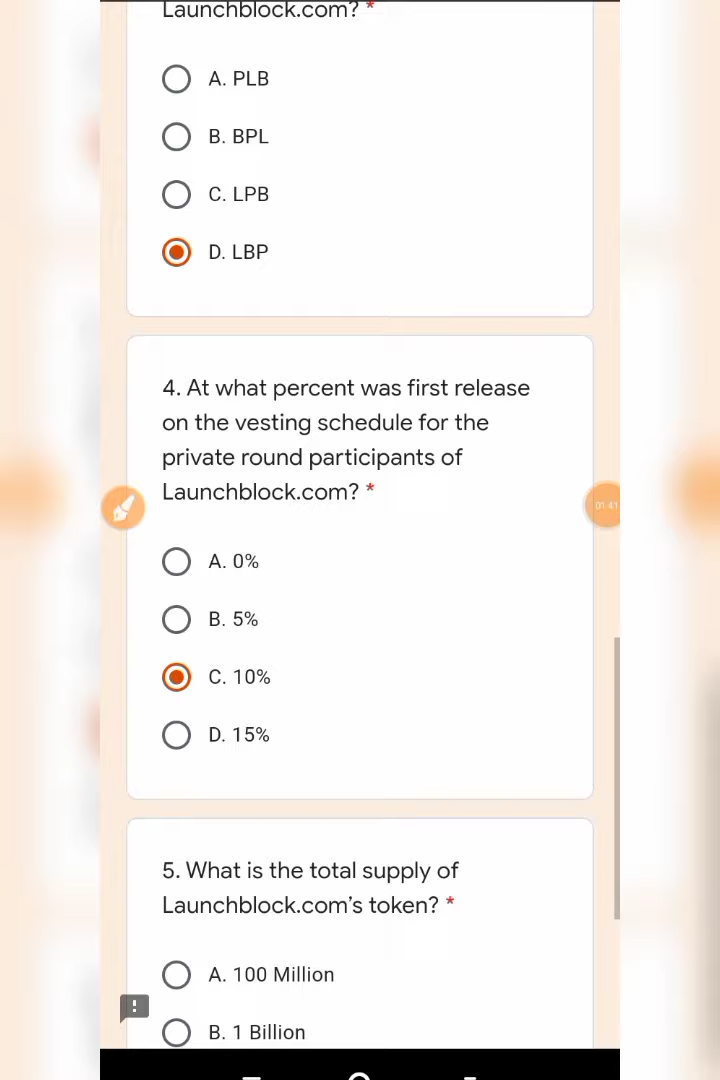 Launchblock.com? *
A. PLB
B. BPL
C. LPB
D. LBP
4. At what percent was first release
on the vesting schedule for the
private round participants of
Launchblock.com? *
01:41
A. 0%
B. 5%
C. 10%
D. 15%
5. What is the total supply of
Launchblock.com’s token? *
A. 100 Million
B. 1 Billion